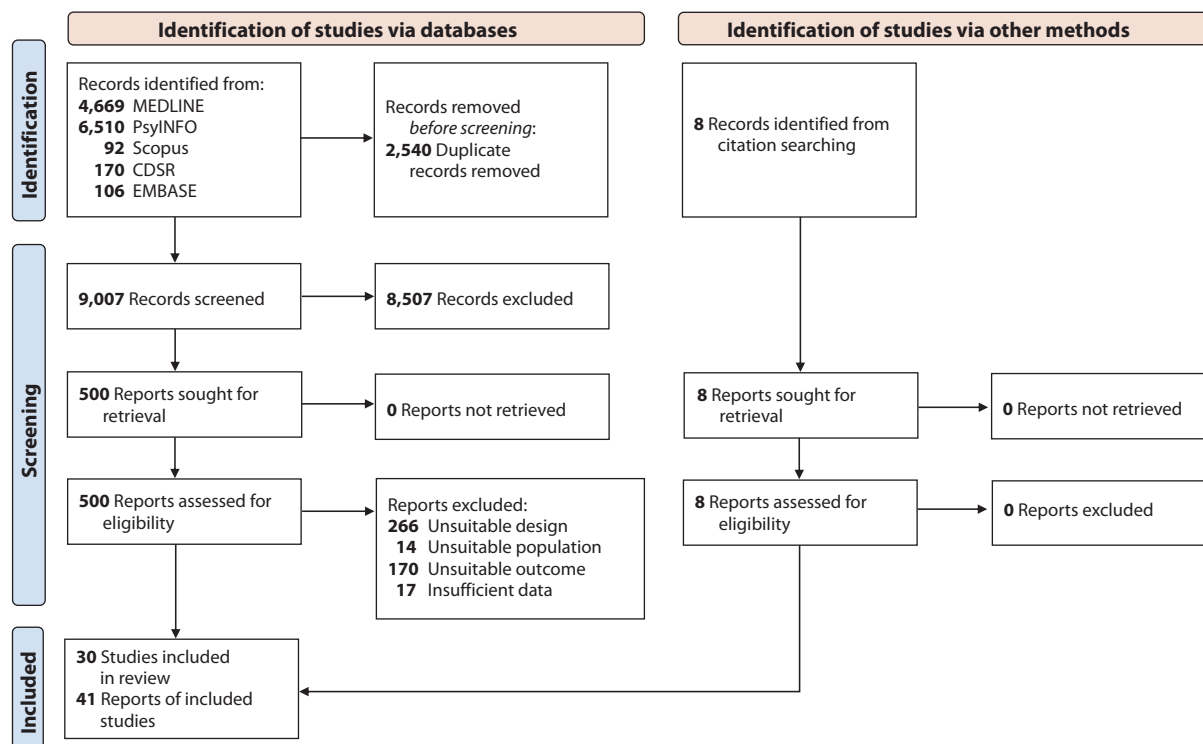 Identification of studies via databases
Identification of studies via other methods
Identification
Records identified from:
4,669 MEDLINE
6,510 PsyINFO
92 Scopus
170 CDSR
106 EMBASE
Records removed
before screening:
2,540 Duplicate
records removed
8 Records identified from
citation searching
Screening
9,007 Records screened
8,507 Records excluded
500 Reports sought for
retrieval
0 Reports not retrieved
8 Reports sought for
retrieval
0 Reports not retrieved
500 Reports assessed for
eligibility
Reports excluded:
266 Unsuitable design
14 Unsuitable population
170 Unsuitable outcome
17 Insufficient data
8 Reports assessed for
eligibility
0 Reports excluded
Included
30 Studies included
in review
41 Reports of included
studies